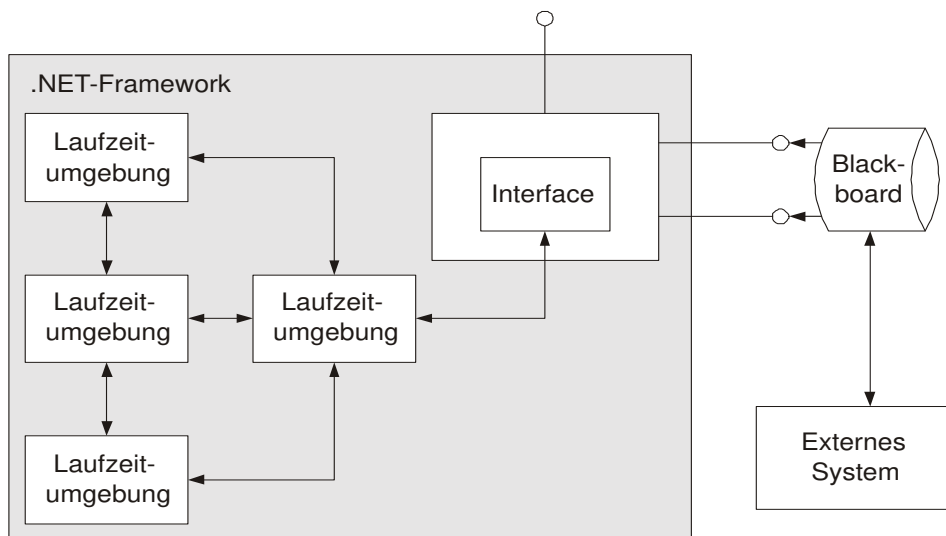 .NET-Framework
Laufzeit-
umgebung
Interface
Black-
board
Laufzeit-
umgebung
Laufzeit-
umgebung
Laufzeit-
umgebung
Externes
System